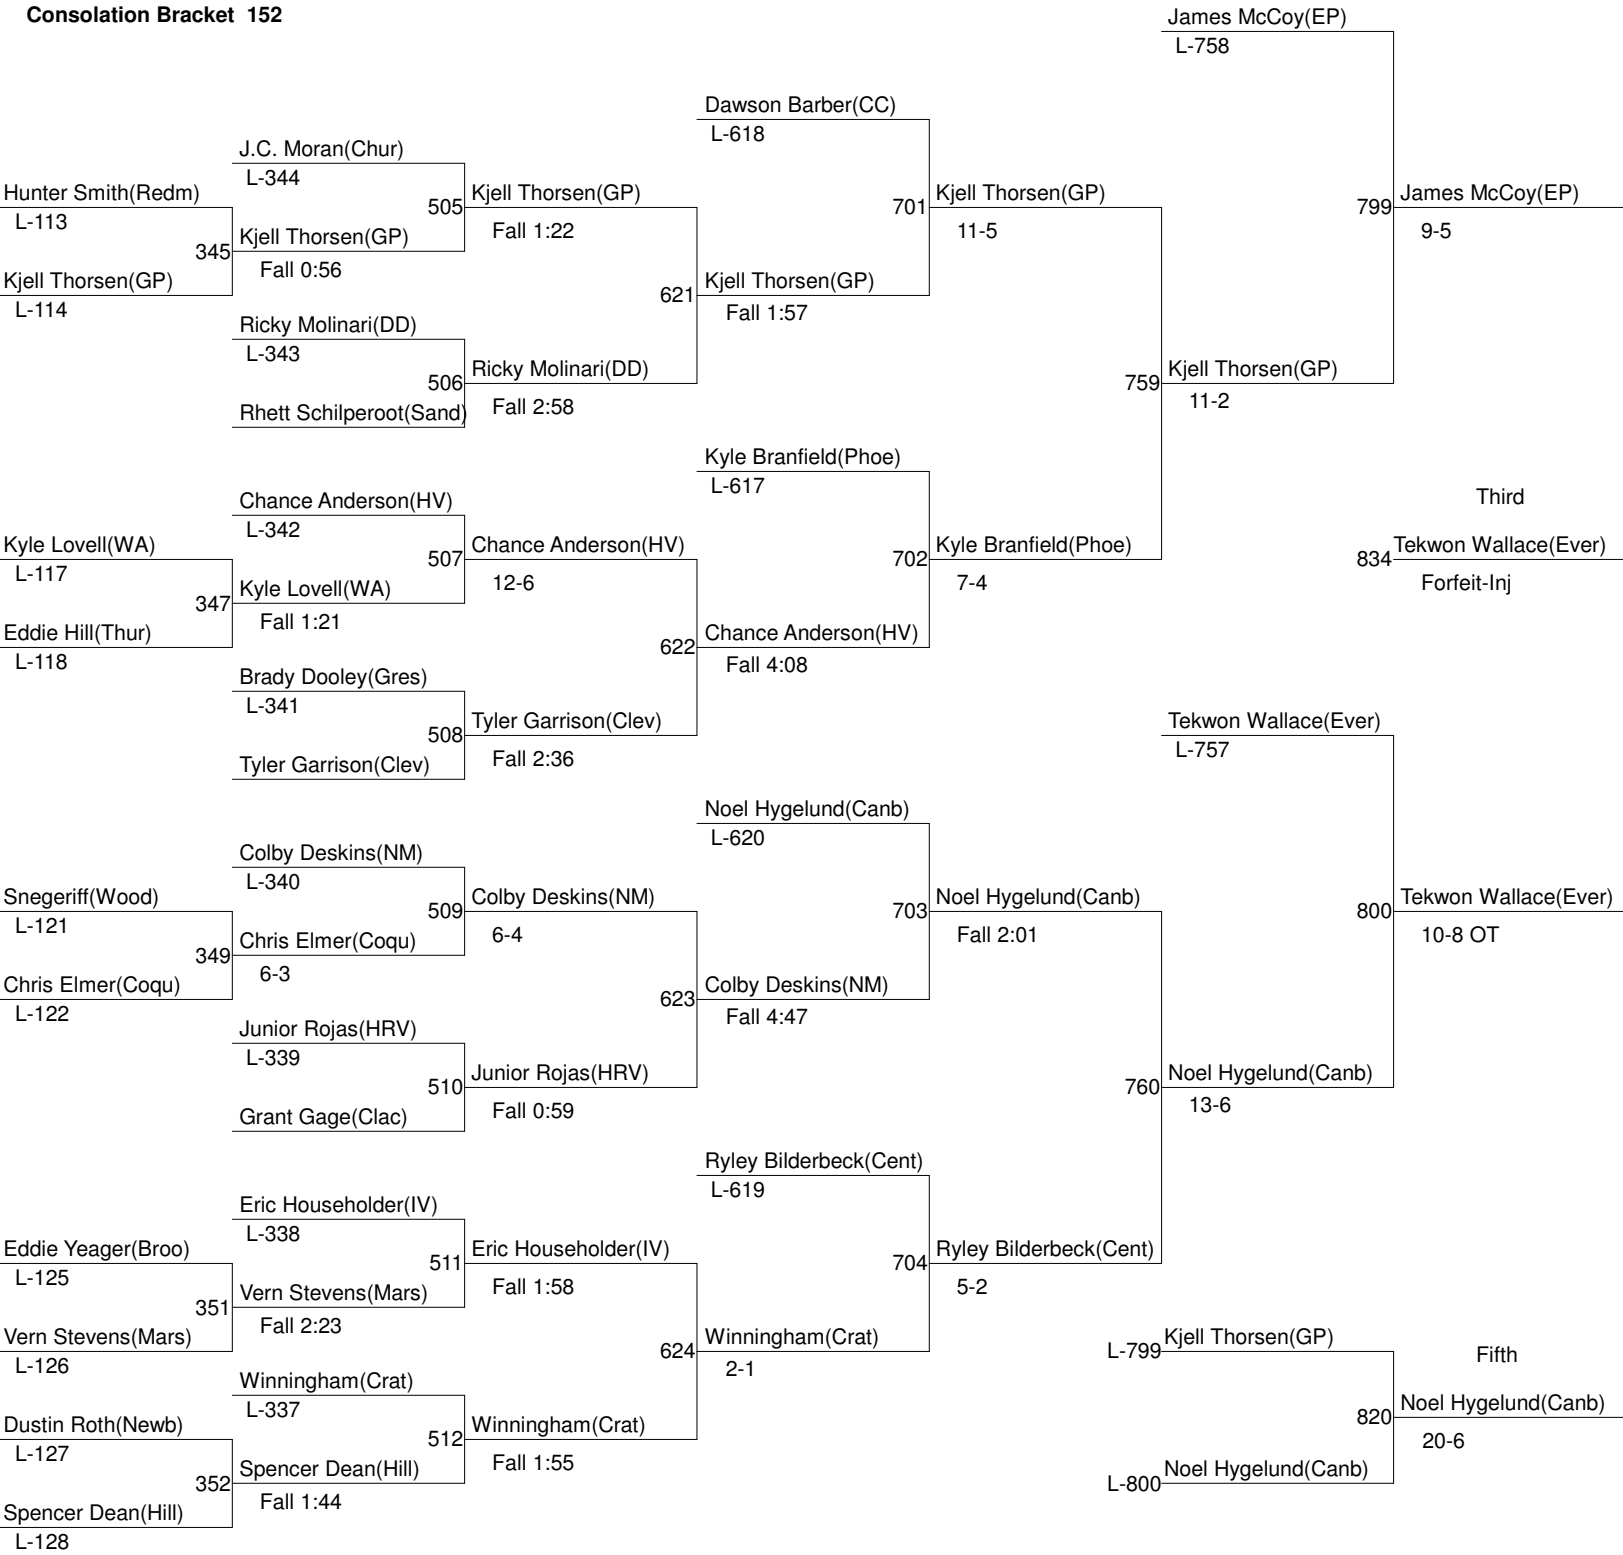 Consolation Bracket 152
James McCoy(EP)
L-758
Dawson Barber(CC)
L-618
J.C. Moran(Chur)
L-344
Hunter Smith(Redm)
L-113
505
Kjell Thorsen(GP)
Fall 1:22
701
Kjell Thorsen(GP)
11-5
799
James McCoy(EP)
9-5
345
Kjell Thorsen(GP)
Fall 0:56
Kjell Thorsen(GP)
L-114
621
Kjell Thorsen(GP)
Fall 1:57
Ricky Molinari(DD)
L-343
506
Ricky Molinari(DD)
Fall 2:58
759
Kjell Thorsen(GP)
11-2
Rhett Schilperoot(Sand)
Kyle Branfield(Phoe)
L-617
Third
Chance Anderson(HV)
L-342
Kyle Lovell(WA)
L-117
507
Chance Anderson(HV)
12-6
702
Kyle Branfield(Phoe)
7-4
834
Tekwon Wallace(Ever)
Forfeit-Inj
347
Kyle Lovell(WA)
Fall 1:21
Eddie Hill(Thur)
L-118
622
Chance Anderson(HV)
Fall 4:08
Brady Dooley(Gres)
L-341
508
Tyler Garrison(Clev)
Fall 2:36
Tekwon Wallace(Ever)
L-757
Tyler Garrison(Clev)
Noel Hygelund(Canb)
L-620
Colby Deskins(NM)
L-340
Snegeriff(Wood)
L-121
509
Colby Deskins(NM)
6-4
703
Noel Hygelund(Canb)
Fall 2:01
800
Tekwon Wallace(Ever)
10-8 OT
349
Chris Elmer(Coqu)
6-3
Chris Elmer(Coqu)
L-122
623
Colby Deskins(NM)
Fall 4:47
Junior Rojas(HRV)
L-339
510
Junior Rojas(HRV)
Fall 0:59
760
Noel Hygelund(Canb)
13-6
Grant Gage(Clac)
Ryley Bilderbeck(Cent)
L-619
Eric Householder(IV)
L-338
Eddie Yeager(Broo)
L-125
511
Eric Householder(IV)
Fall 1:58
704
Ryley Bilderbeck(Cent)
5-2
351
Vern Stevens(Mars)
Fall 2:23
Vern Stevens(Mars)
L-126
624
Winningham(Crat)
2-1
L-799
Kjell Thorsen(GP)
Fifth
Winningham(Crat)
L-337
Dustin Roth(Newb)
L-127
512
Winningham(Crat)
Fall 1:55
820
Noel Hygelund(Canb)
20-6
352
Spencer Dean(Hill)
Fall 1:44
L-800
Noel Hygelund(Canb)
Spencer Dean(Hill)
L-128